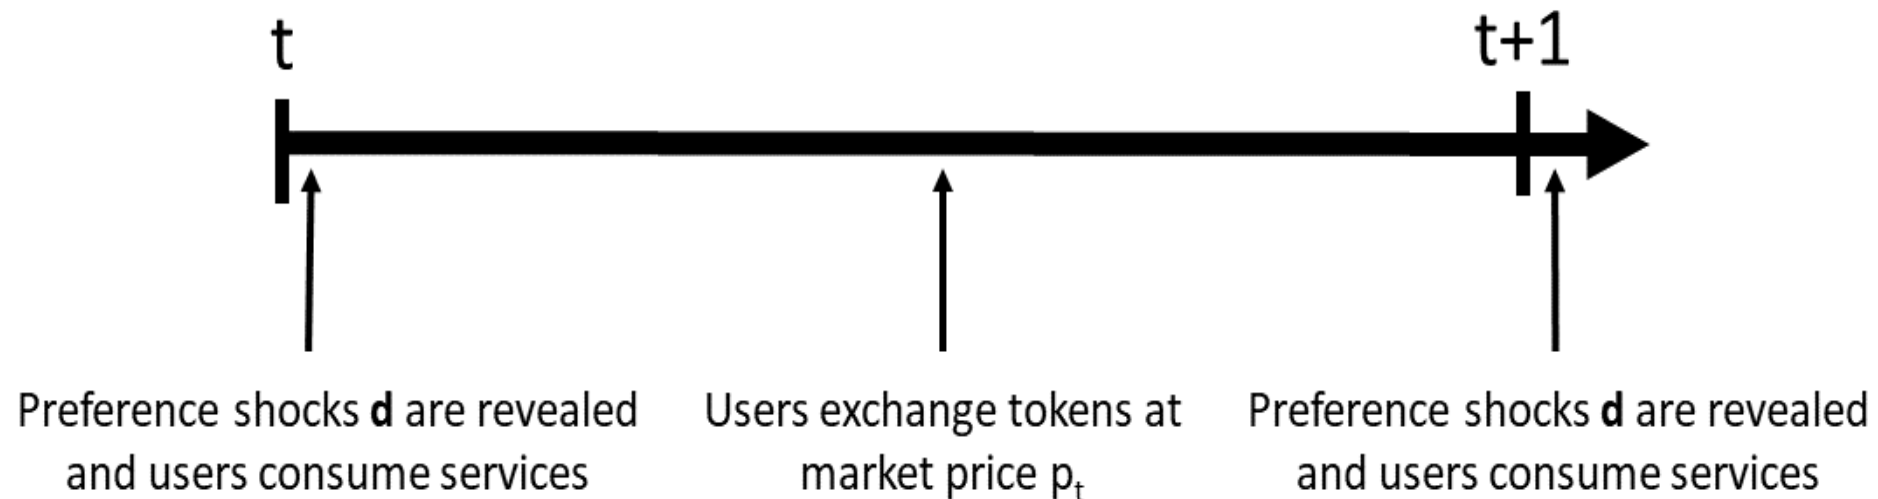 t
t+1
Preference shocks d are revealed
and users consume services
Users exchange tokens at
market price pₜ
Preference shocks d are revealed
and users consume services